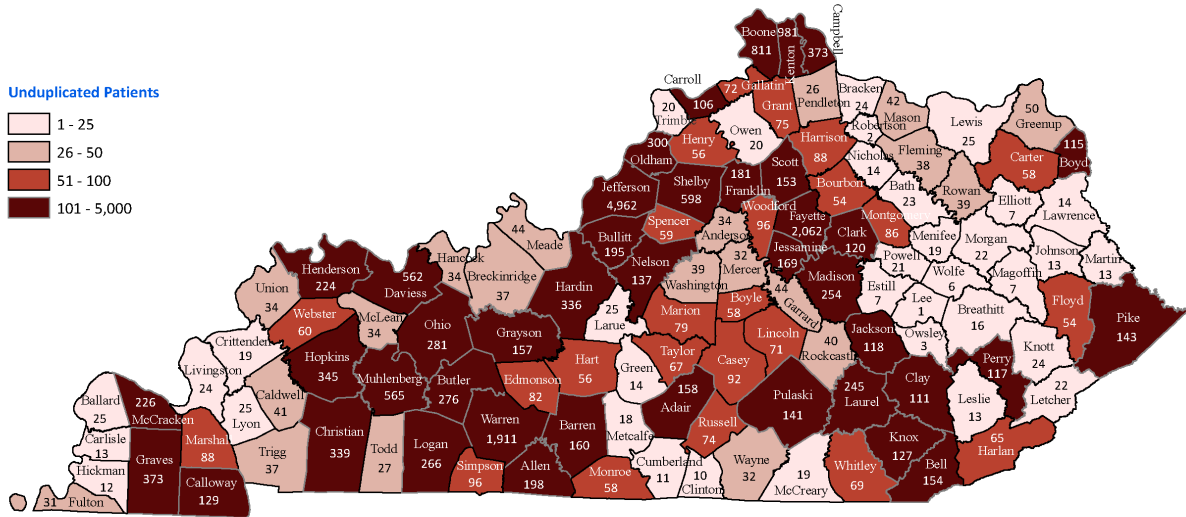 Unduplicated Patients
1 - 25
26 - 50
51 - 100
101 - 5,000
Boone
811
981
Kenton
373
Campbell
Carroll
106
72
Gallatin
Grant
75
26
Pendleton
Bracken
24
42
Mason
Lewis
25
50
Greenup
20
Trimble
Henry
56
Owen
20
Harrison
88
Robertson
2
Fleming
38
Carter
58
115
Boyd
300
Oldham
Nicholas
14
Rowan
39
Jefferson
4,962
Shelby
598
181
Franklin
Scott
153
Bourbon
54
Bath
23
Elliott
7
14
Lawrence
Spencer
59
34
Anderson
Woodford
96
Fayette
2,062
Clark
120
Montgomery
86
Menifee
19
Morgan
22
Johnson
13
Martin
13
44
Meade
Bullitt
195
Nelson
137
32
Mercer
Jessamine
169
Madison
254
Powell
21
Wolfe
6
Magoffin
7
Hancock
34
Breckinridge
37
Hardin
336
39
Washington
44
Garrard
Estill
7
Lee
1
Breathitt
16
Floyd
54
Pike
143
Henderson
224
562
Daviess
25
Larue
Marion
79
Boyle
58
Lincoln
71
40
Rockcastle
Jackson
118
Owsley
3
Knott
24
Union
34
Webster
60
McLean
34
Ohio
281
Grayson
157
Hart
56
Taylor
67
Casey
92
Perry
117
22
Letcher
Crittenden
19
Hopkins
345
Muhlenberg
565
Butler
276
Edmonson
82
Green
14
158
Adair
Pulaski
141
245
Laurel
Clay
111
Leslie
13
Livingston
24
25
Lyon
Caldwell
41
Warren
1,911
Barren
160
18
Metcalfe
Russell
74
65
Harlan
Ballard
25
226
McCracken
Marshall
88
Trigg
37
Christian
339
Todd
27
Logan
266
Simpson
96
Allen
198
Monroe
58
Cumberland
11
10
Clinton
Wayne
32
19
McCreary
Whitley
69
Knox
127
Bell
154
Carlisle
13
Graves
373
Calloway
129
Hickman
12
31
Fulton